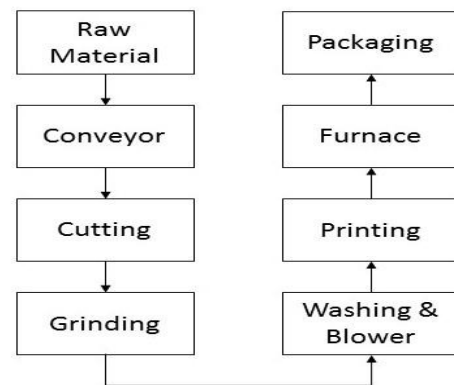 Raw
Material
Conveyor
Cutting
Grinding
Washing &
Blower
Printing
Furnace
Packaging